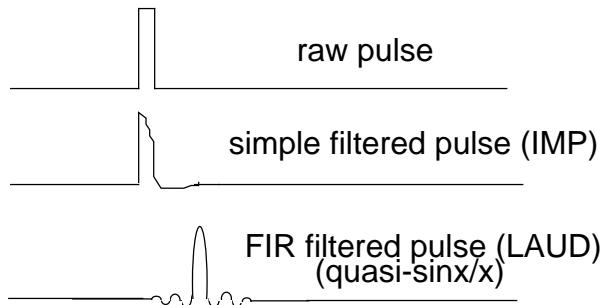 raw pulse
simple filtered pulse (IMP)
FIR filtered pulse (LAUD)
(quasi-sinx/x)